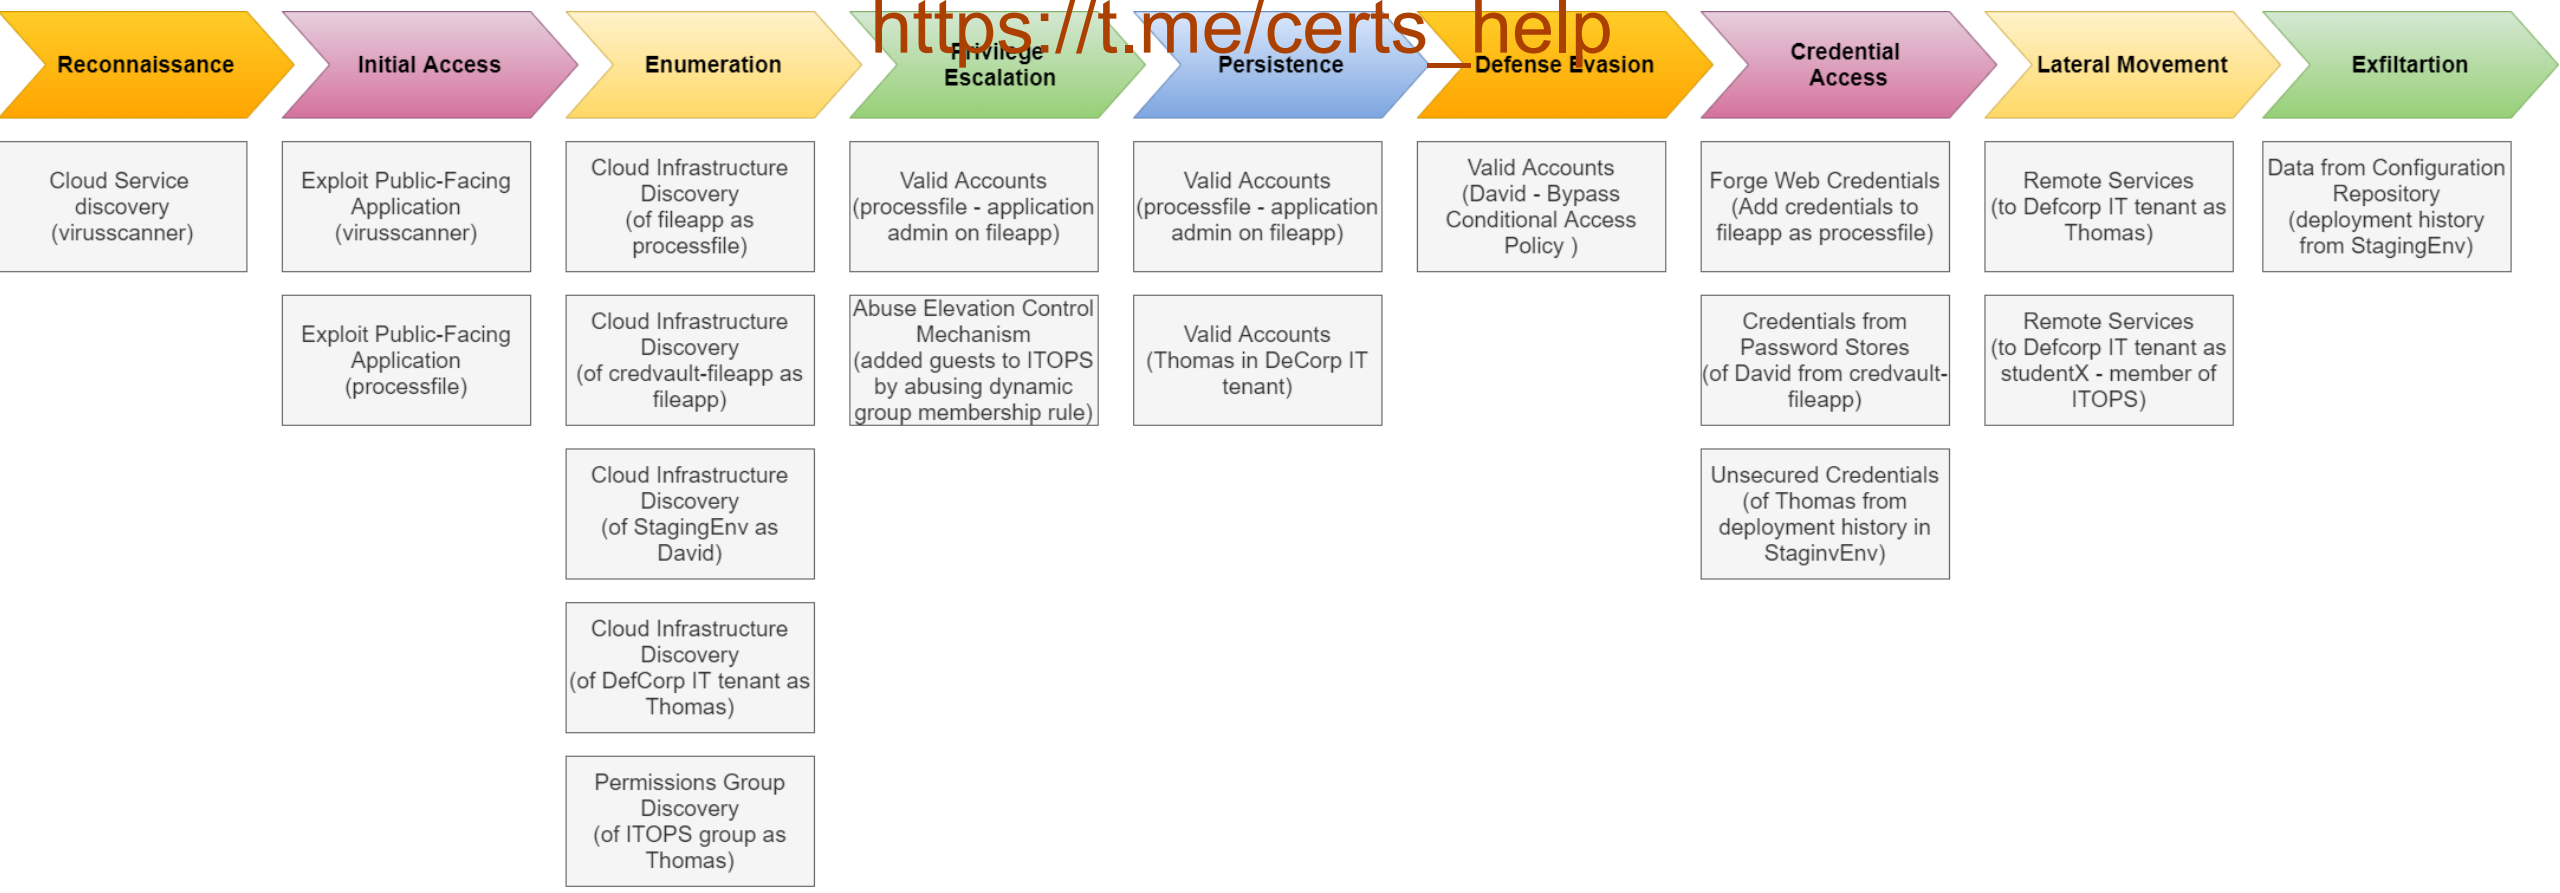 https://t.me/certs_help
Reconnaissance
Initial Access
Enumeration
Privilege
Escalation
Persistence
Defense Evasion
Credential
Access
Lateral Movement
Exfiltartion
Cloud Service
discovery
(virusscanner)
Exploit Public-Facing
Application
(virusscanner)
Exploit Public-Facing
Application
(processfile)
Cloud Infrastructure
Discovery
(of fileapp as
processfile)
Cloud Infrastructure
Discovery
(of credvault-fileapp as
fileapp)
Cloud Infrastructure
Discovery
(of StagingEnv as
David)
Cloud Infrastructure
Discovery
(of DefCorp IT tenant as
Thomas)
Permissions Group
Discovery
(of ITOPS group as
Thomas)
Valid Accounts
(processfile - application
admin on fileapp)
Abuse Elevation Control
Mechanism
(added guests to ITOPS
by abusing dynamic
group membership rule)
Valid Accounts
(processfile - application
admin on fileapp)
Valid Accounts
(Thomas in DeCorp IT
tenant)
Valid Accounts
(David - Bypass
Conditional Access
Policy )
Forge Web Credentials
(Add credentials to
fileapp as processfile)
Credentials from
Password Stores
(of David from credvault-
fileapp)
Unsecured Credentials
(of Thomas from
deployment history in
StaginvEnv)
Remote Services
(to Defcorp IT tenant as
Thomas)
Remote Services
(to Defcorp IT tenant as
studentX - member of
ITOPS)
Data from Configuration
Repository
(deployment history
from StagingEnv)